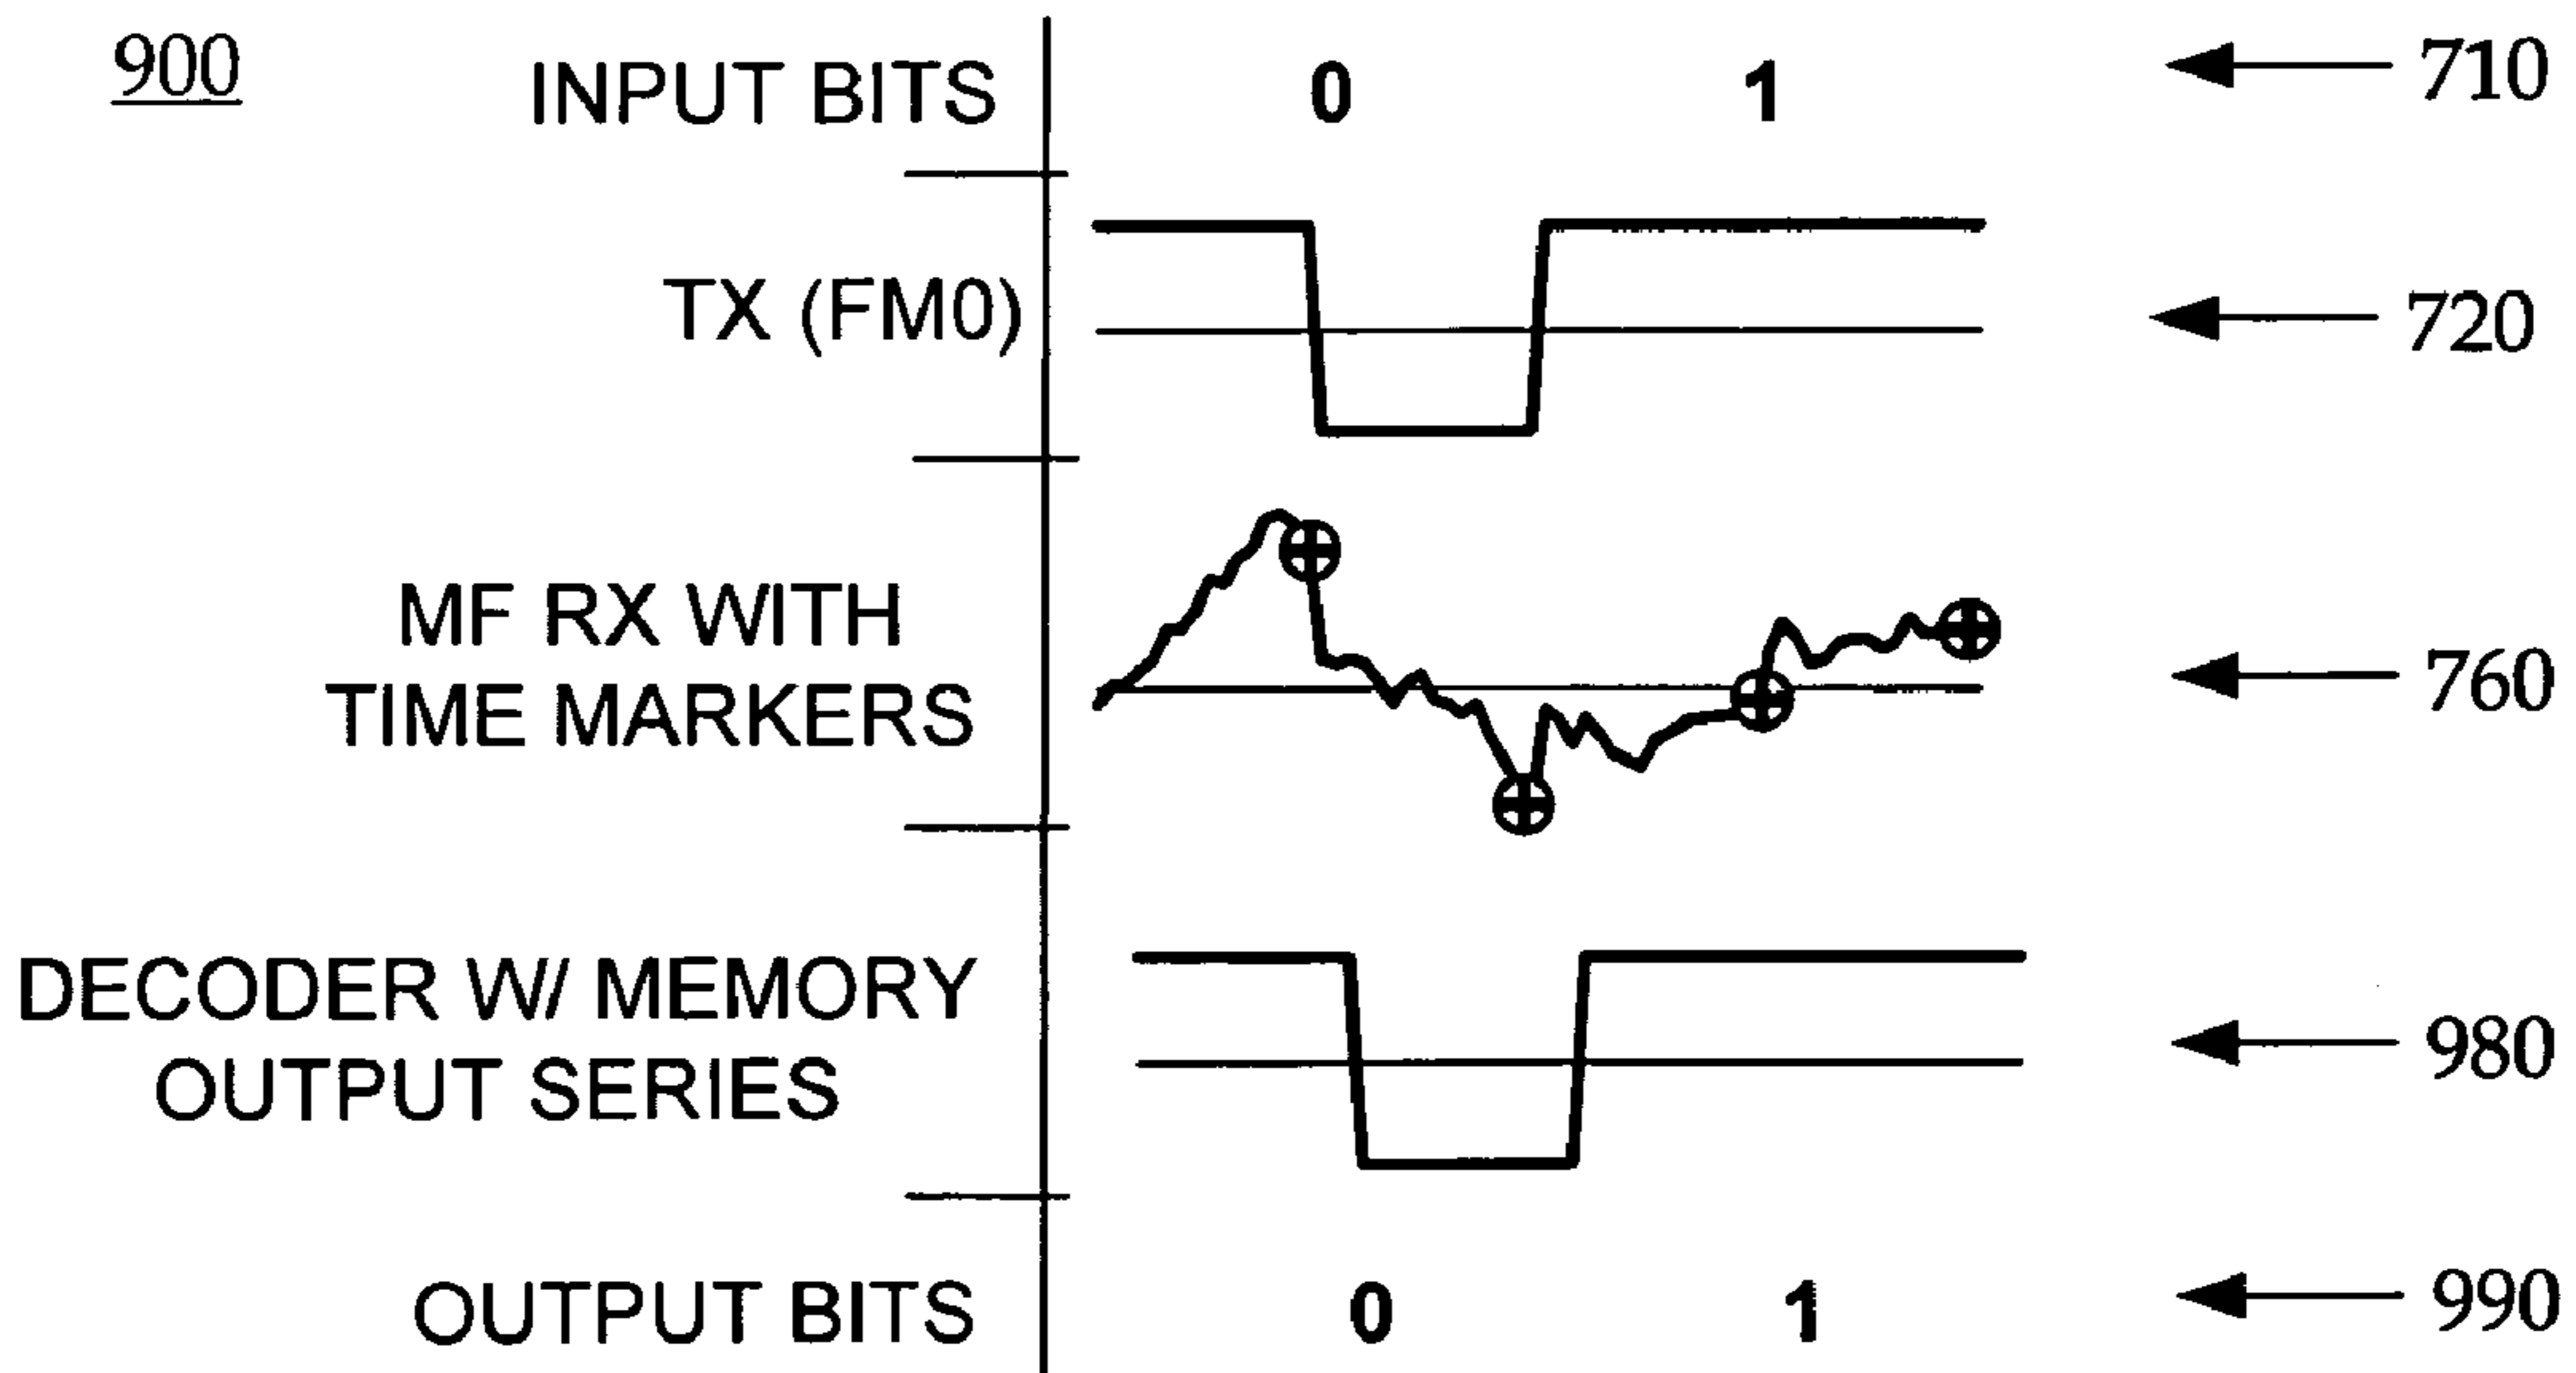 900
INPUT BITS 0 1 710
TX (FM0) 720
MF RX WITH
TIME MARKERS
760
DECODER W/ MEMORY
OUTPUT SERIES
980
OUTPUT BITS 0 1 990